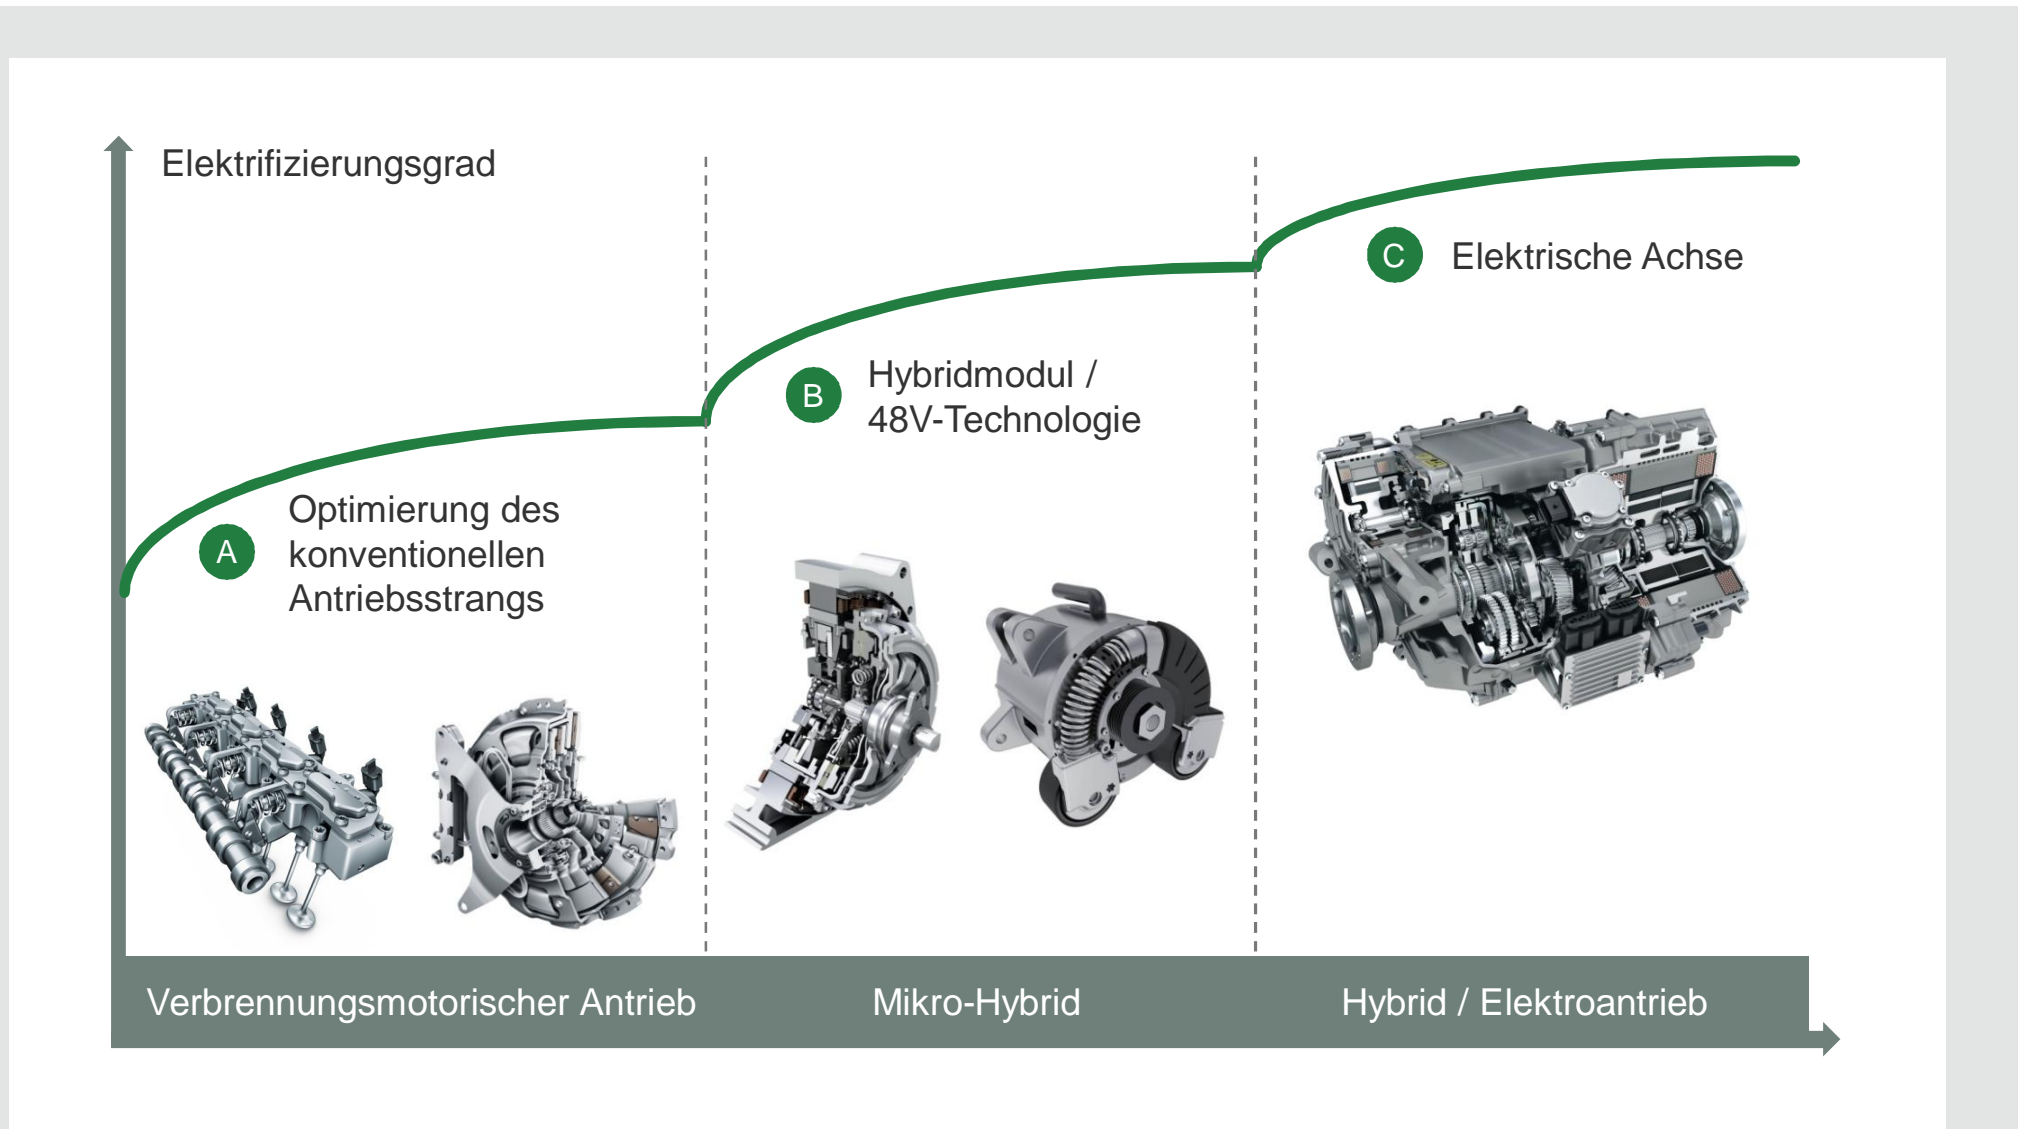 Elektrifizierungsgrad
C
Elektrische Achse
B
Hybridmodul /
48V-Technologie
A
Optimierung des
konventionellen
Antriebsstrangs
Verbrennungsmotorischer Antrieb
Mikro-Hybrid
Hybrid / Elektroantrieb